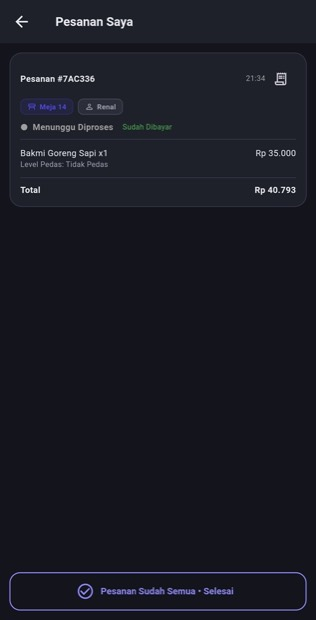 Pesanan Saya
Pesanan #7AC336 21:34
Meja 14 Renal
Menunggu Diproses Sudah Dibayar
Bakmi Goreng Sapi x1 Rp 35.000
Level Pedas: Tidak Pedas
Total Rp 40.793
Pesanan Sudah Semua • Selesai